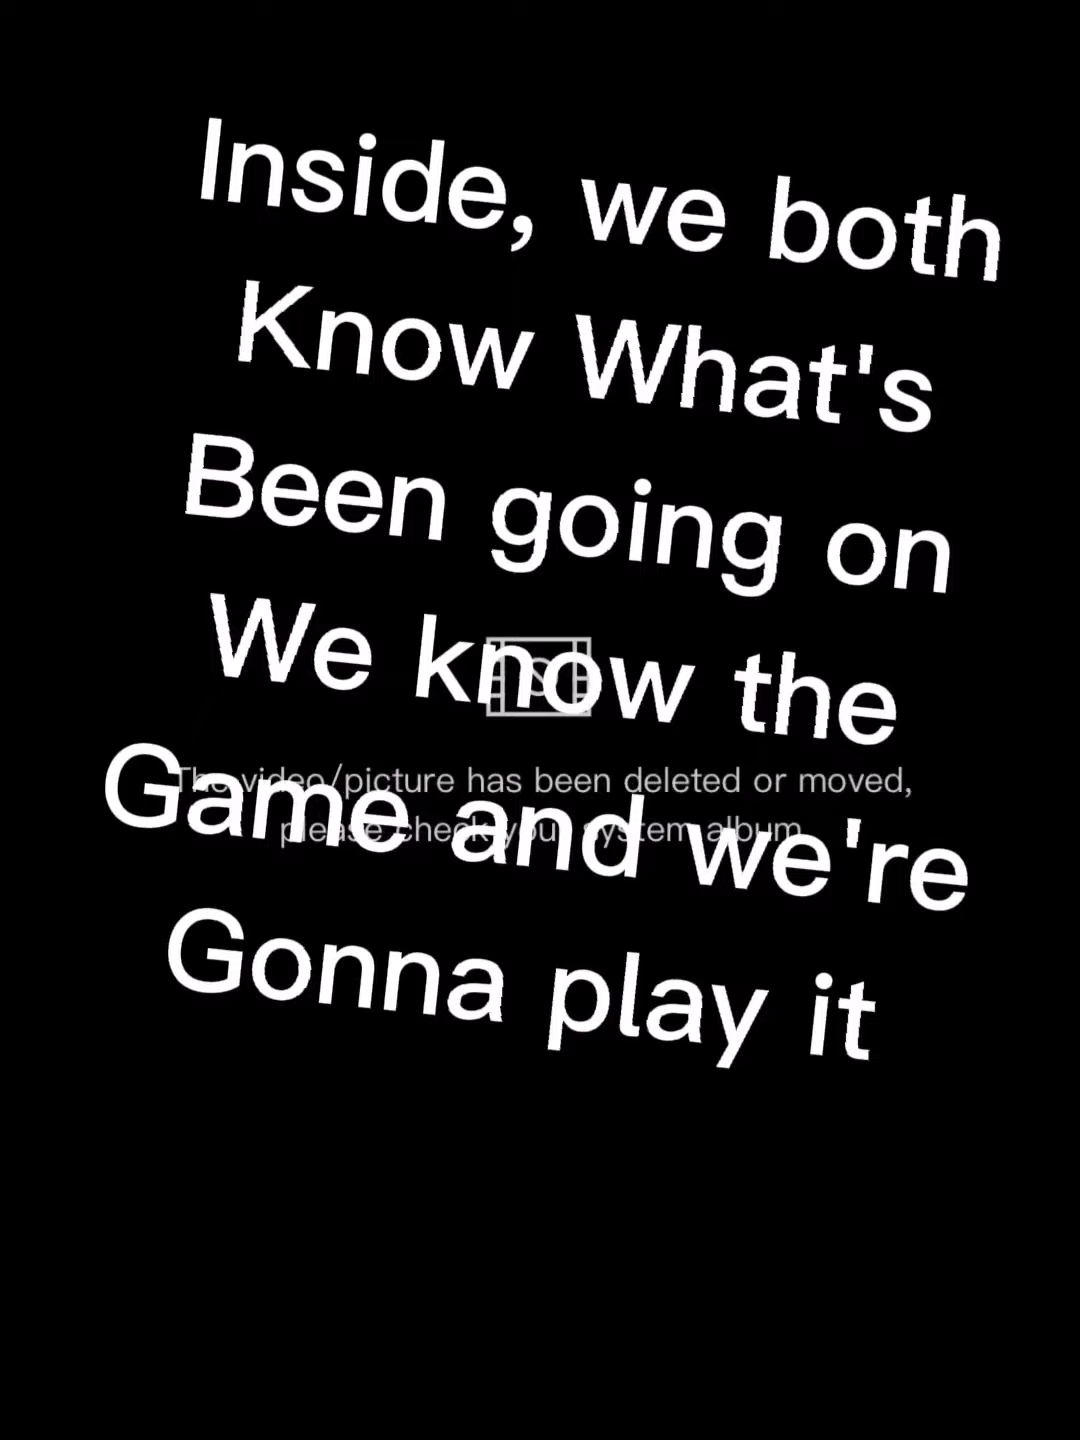 Inside, we both
Know What's
Been going on
We know the
Game and we're
Gonna play it
The video/picture has been deleted or moved,
please check your system album